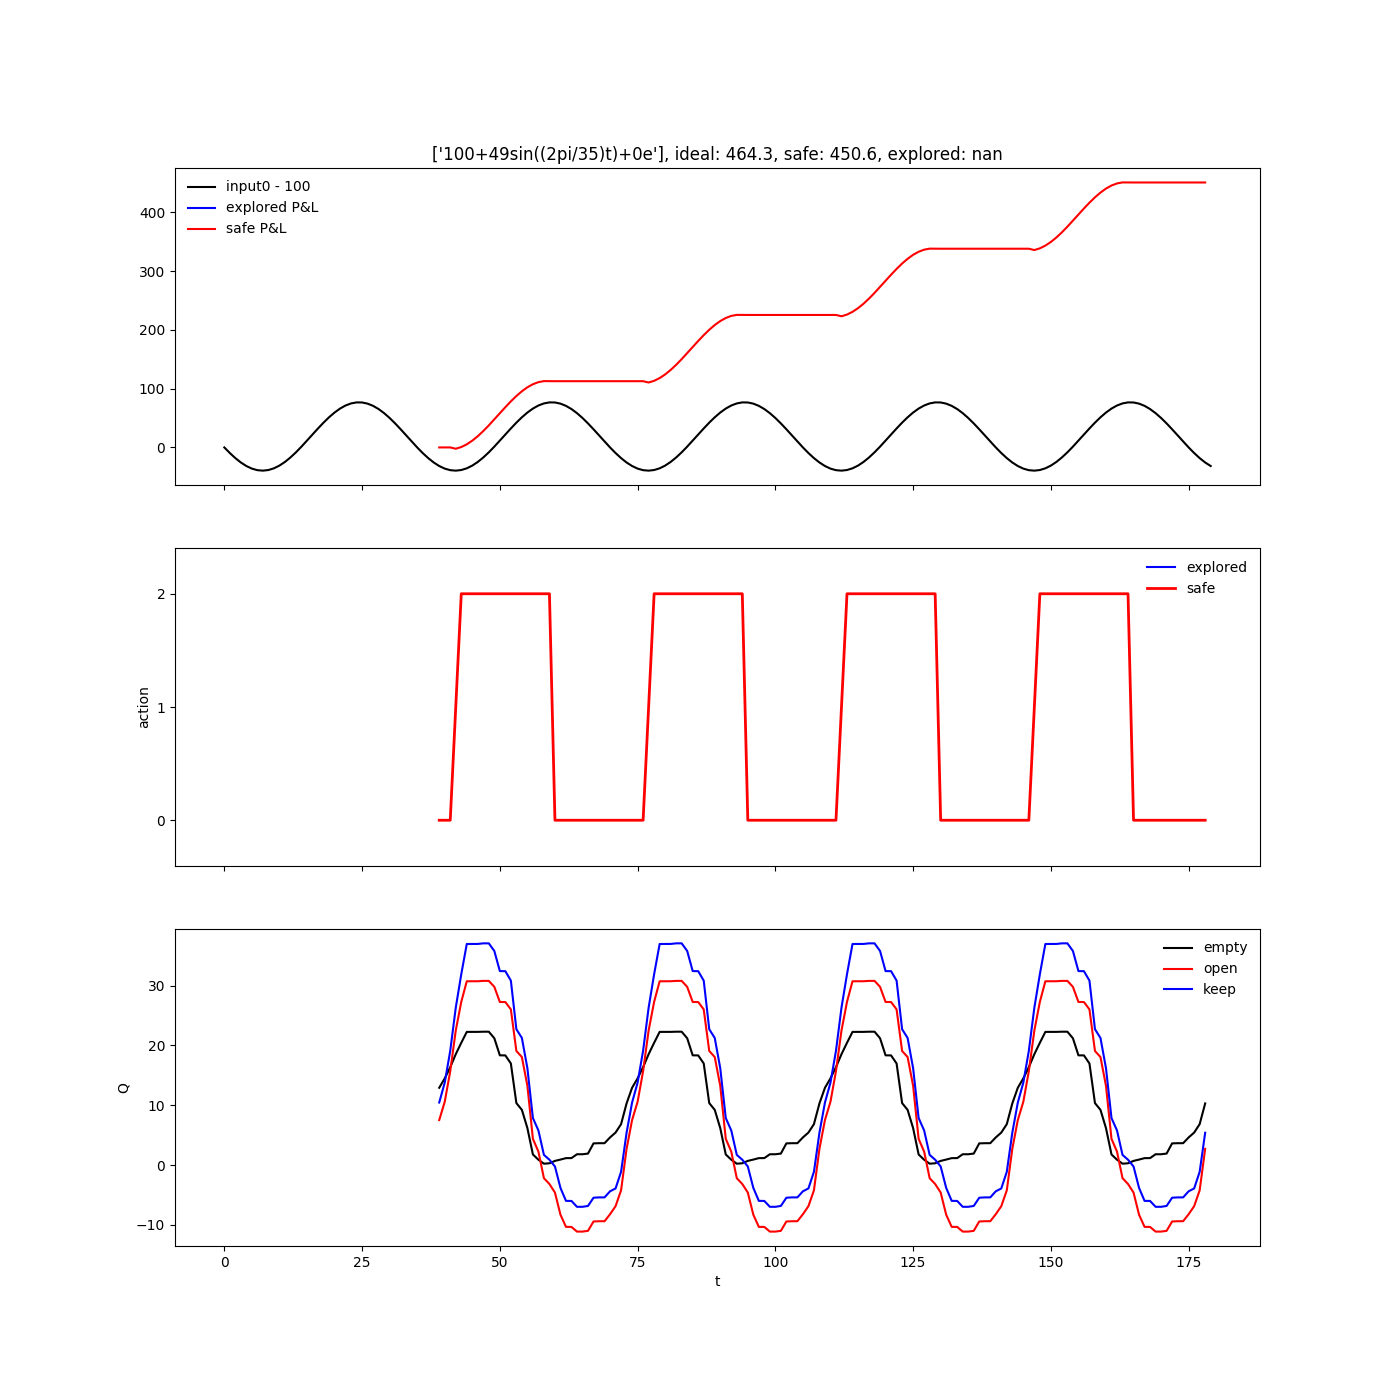 ['100+49sin((2pi/35)t)+0e'], ideal: 464.3, safe: 450.6, explored: nan
input0 - 100
explored P&L
safe P&L
400
300
200
100
0
explored
safe
2
1
0
action
empty
open
keep
30
20
10
0
−10
Q
0 25 50 75 100 125 150 175
t